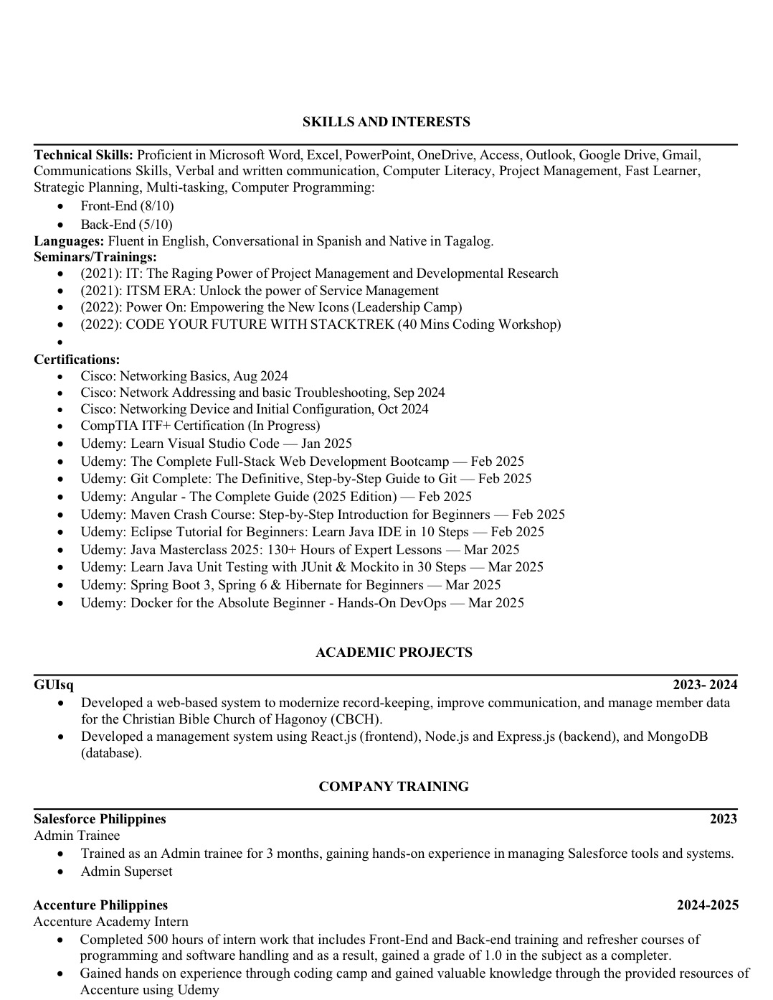 SKILLS AND INTERESTS
Technical Skills: Proficient in Microsoft Word, Excel, PowerPoint, OneDrive, Access, Outlook, Google Drive, Gmail,
Communications Skills, Verbal and written communication, Computer Literacy, Project Management, Fast Learner,
Strategic Planning, Multi-tasking, Computer Programming:
• Front-End (8/10)
• Back-End (5/10)
Languages: Fluent in English, Conversational in Spanish and Native in Tagalog.
Seminars/Trainings:
• (2021): IT: The Raging Power of Project Management and Developmental Research
• (2021): ITSM ERA: Unlock the power of Service Management
• (2022): Power On: Empowering the New Icons (Leadership Camp)
• (2022): CODE YOUR FUTURE WITH STACKTREK (40 Mins Coding Workshop)
•
Certifications:
• Cisco: Networking Basics, Aug 2024
• Cisco: Network Addressing and basic Troubleshooting, Sep 2024
• Cisco: Networking Device and Initial Configuration, Oct 2024
• CompTIA ITF+ Certification (In Progress)
• Udemy: Learn Visual Studio Code — Jan 2025
• Udemy: The Complete Full-Stack Web Development Bootcamp — Feb 2025
• Udemy: Git Complete: The Definitive, Step-by-Step Guide to Git — Feb 2025
• Udemy: Angular - The Complete Guide (2025 Edition) — Feb 2025
• Udemy: Maven Crash Course: Step-by-Step Introduction for Beginners — Feb 2025
• Udemy: Eclipse Tutorial for Beginners: Learn Java IDE in 10 Steps — Feb 2025
• Udemy: Java Masterclass 2025: 130+ Hours of Expert Lessons — Mar 2025
• Udemy: Learn Java Unit Testing with JUnit & Mockito in 30 Steps — Mar 2025
• Udemy: Spring Boot 3, Spring 6 & Hibernate for Beginners — Mar 2025
• Udemy: Docker for the Absolute Beginner - Hands-On DevOps — Mar 2025
ACADEMIC PROJECTS
GUIsq 2023- 2024
• Developed a web-based system to modernize record-keeping, improve communication, and manage member data
for the Christian Bible Church of Hagonoy (CBCH).
• Developed a management system using React.js (frontend), Node.js and Express.js (backend), and MongoDB
(database).
COMPANY TRAINING
Salesforce Philippines 2023
Admin Trainee
• Trained as an Admin trainee for 3 months, gaining hands-on experience in managing Salesforce tools and systems.
• Admin Superset
Accenture Philippines 2024-2025
Accenture Academy Intern
• Completed 500 hours of intern work that includes Front-End and Back-end training and refresher courses of
programming and software handling and as a result, gained a grade of 1.0 in the subject as a completer.
• Gained hands on experience through coding camp and gained valuable knowledge through the provided resources of
Accenture using Udemy